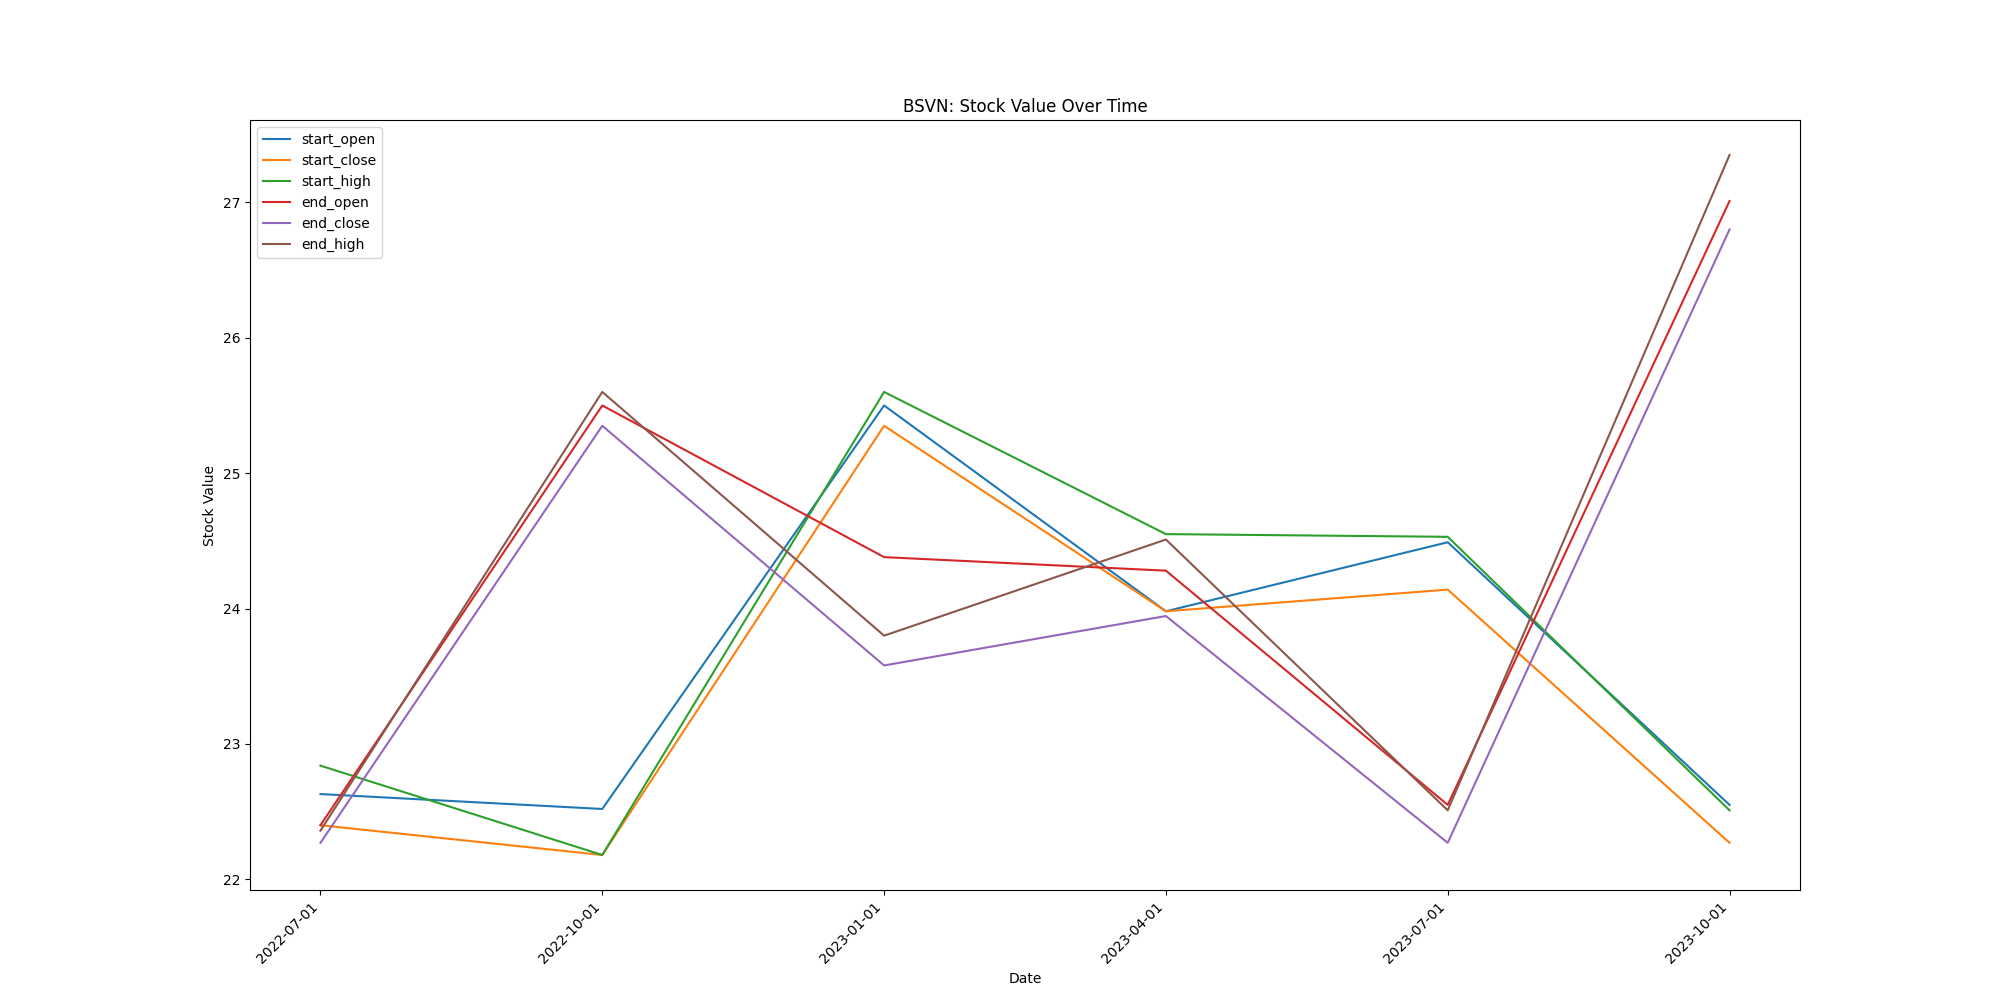 BSVN: Stock Value Over Time
start_open
start_close
start_high
end_open
end_close
end_high
27
26
25
24
23
22
Stock Value
2022-07-01
2022-10-01
2023-01-01
2023-04-01
2023-07-01
2023-10-01
Date